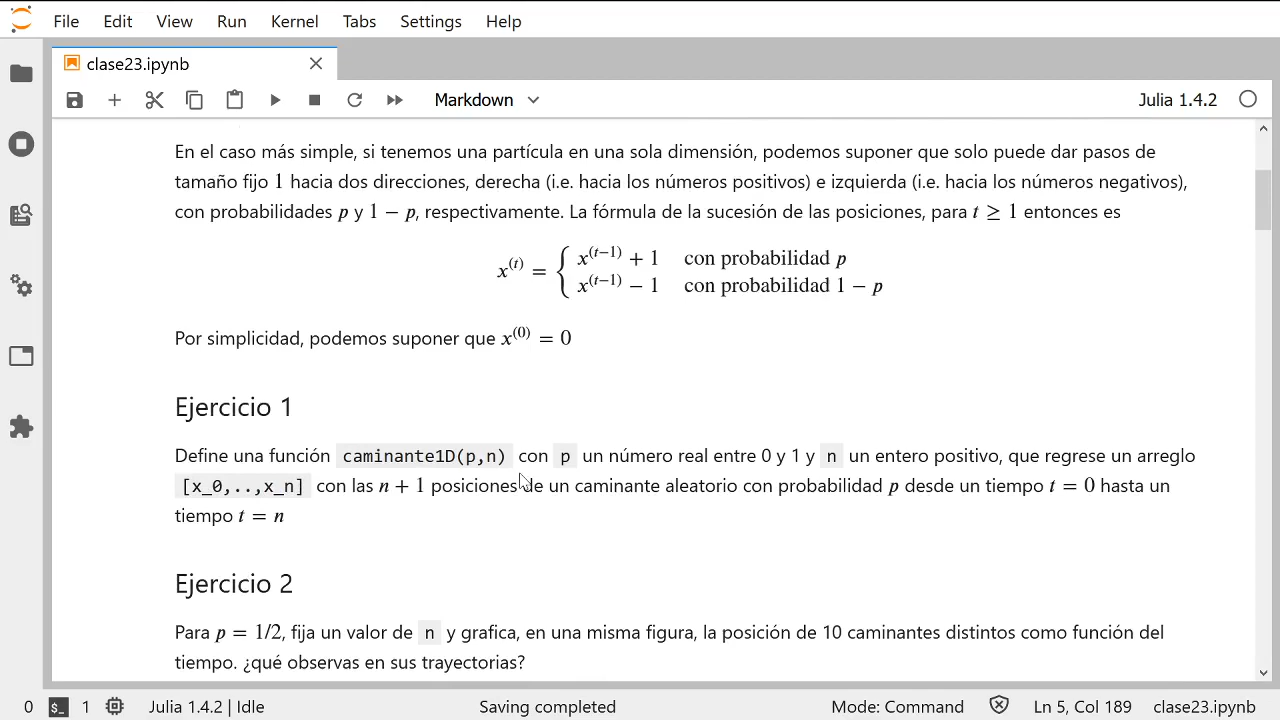 File Edit View Run Kernel Tabs Settings Help
clase23.ipynb
Markdown
Julia 1.4.2
En el caso más simple, si tenemos una partícula en una sola dimensión, podemos suponer que solo puede dar pasos de
tamaño fijo 1 hacia dos direcciones, derecha (i.e. hacia los números positivos) e izquierda (i.e. hacia los números negativos),
con probabilidades p y 1 − p, respectivamente. La fórmula de la sucesión de las posiciones, para t ≥ 1 entonces es
x^(t) = { x^(t−1) + 1 con probabilidad p
x^(t−1) − 1 con probabilidad 1 − p
Por simplicidad, podemos suponer que x^(0) = 0
Ejercicio 1
Define una función caminante1D(p,n) con p un número real entre 0 y 1 y n un entero positivo, que regrese un arreglo
[x_0,..,x_n] con las n + 1 posiciones de un caminante aleatorio con probabilidad p desde un tiempo t = 0 hasta un
tiempo t = n
Ejercicio 2
Para p = 1/2, fija un valor de n y grafica, en una misma figura, la posición de 10 caminantes distintos como función del
tiempo. ¿qué observas en sus trayectorias?
0 $_ 1 Julia 1.4.2 | Idle Saving completed Mode: Command Ln 5, Col 189 clase23.ipynb